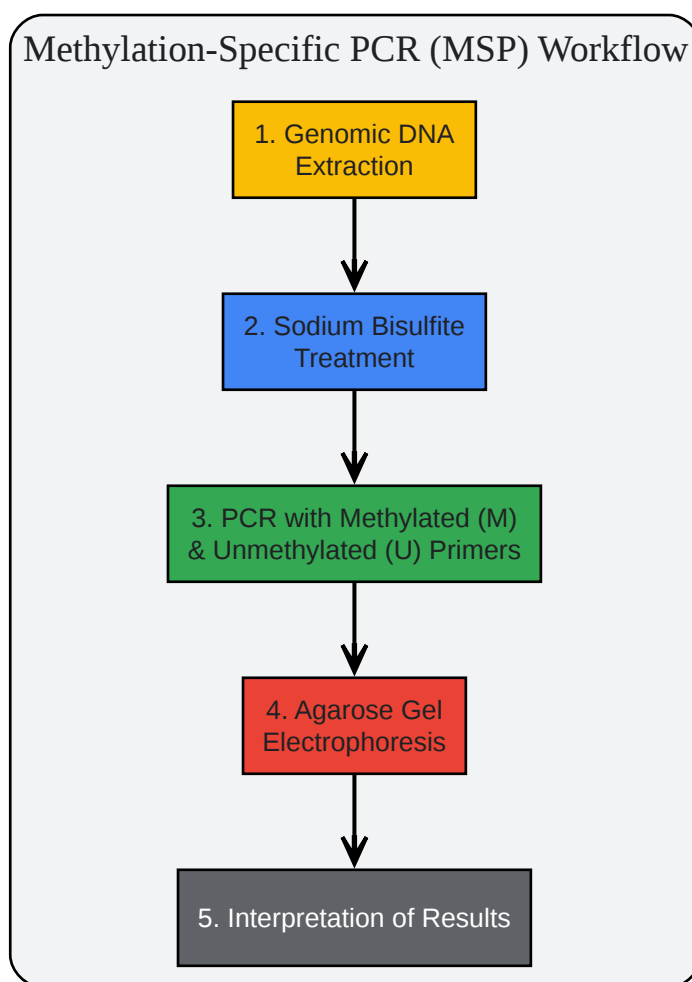 Methylation-Specific PCR (MSP) Workflow
1. Genomic DNA
Extraction
2. Sodium Bisulfite
Treatment
3. PCR with Methylated (M)
& Unmethylated (U) Primers
4. Agarose Gel
Electrophoresis
5. Interpretation of Results